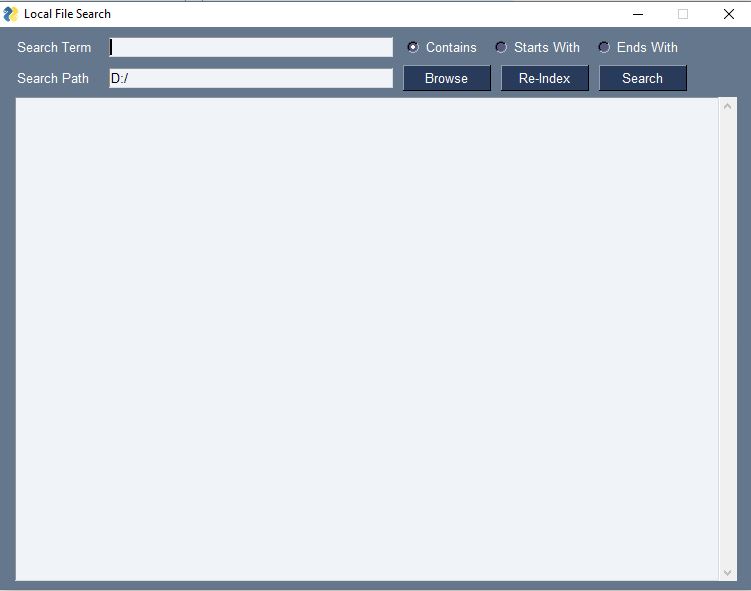 Local File Search
Search Term Contains Starts With Ends With
Search Path D:/ Browse Re-Index Search